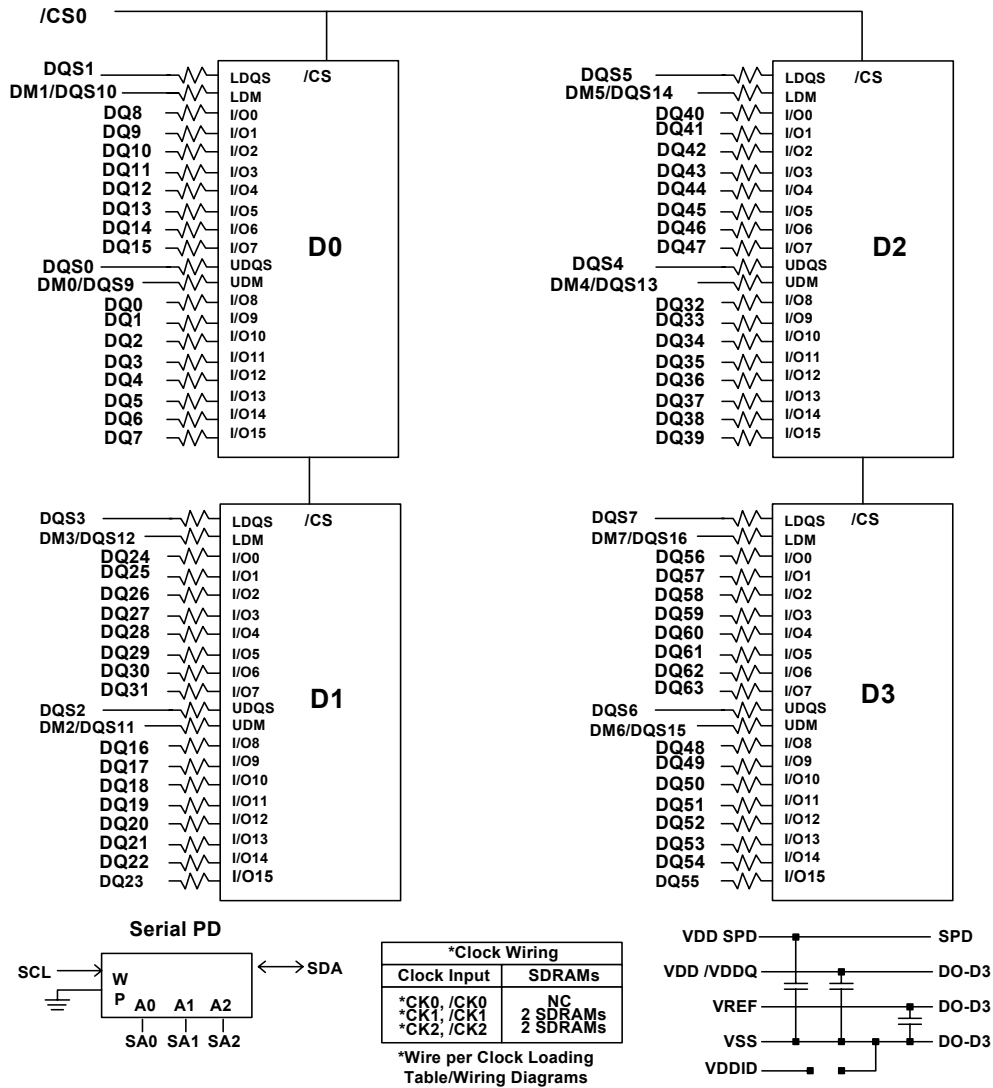 /CS0
DQS1
DM1/DQS10
DQ8
DQ9
DQ10
DQ11
DQ12
DQ13
DQ14
DQ15
DQS0
DM0/DQS9
DQ0
DQ1
DQ2
DQ3
DQ4
DQ5
DQ6
DQ7
/CS
LDQS
LDM
I/O0
I/O1
I/O2
I/O3
I/O4
I/O5
I/O6
I/O7
UDQS
UDM
I/O8
I/O9
I/O10
I/O11
I/O12
I/O13
I/O14
I/O15
D0
DQS5
DM5/DQS14
DQ40
DQ41
DQ42
DQ43
DQ44
DQ45
DQ46
DQ47
DQS4
DM4/DQS13
DQ32
DQ33
DQ34
DQ35
DQ36
DQ37
DQ38
DQ39
/CS
LDQS
LDM
I/O0
I/O1
I/O2
I/O3
I/O4
I/O5
I/O6
I/O7
UDQS
UDM
I/O8
I/O9
I/O10
I/O11
I/O12
I/O13
I/O14
I/O15
D2
DQS3
DM3/DQS12
DQ24
DQ25
DQ26
DQ27
DQ28
DQ29
DQ30
DQ31
DQS2
DM2/DQS11
DQ16
DQ17
DQ18
DQ19
DQ20
DQ21
DQ22
DQ23
/CS
LDQS
LDM
I/O0
I/O1
I/O2
I/O3
I/O4
I/O5
I/O6
I/O7
UDQS
UDM
I/O8
I/O9
I/O10
I/O11
I/O12
I/O13
I/O14
I/O15
D1
DQS7
DM7/DQS16
DQ56
DQ57
DQ58
DQ59
DQ60
DQ61
DQ62
DQ63
DQS6
DM6/DQS15
DQ48
DQ49
DQ50
DQ51
DQ52
DQ53
DQ54
DQ55
/CS
LDQS
LDM
I/O0
I/O1
I/O2
I/O3
I/O4
I/O5
I/O6
I/O7
UDQS
UDM
I/O8
I/O9
I/O10
I/O11
I/O12
I/O13
I/O14
I/O15
D3
Serial PD
SCL
W
P
A0 A1 A2
SDA
SA0 SA1 SA2
*Clock Wiring
Clock Input SDRAMs
*CK0, /CK0 NC
*CK1, /CK1 2 SDRAMs
*CK2, /CK2 2 SDRAMs
*Wire per Clock Loading
Table/Wiring Diagrams
VDD SPD SPD
VDD /VDDQ DO-D3
VREF DO-D3
VSS DO-D3
VDDID